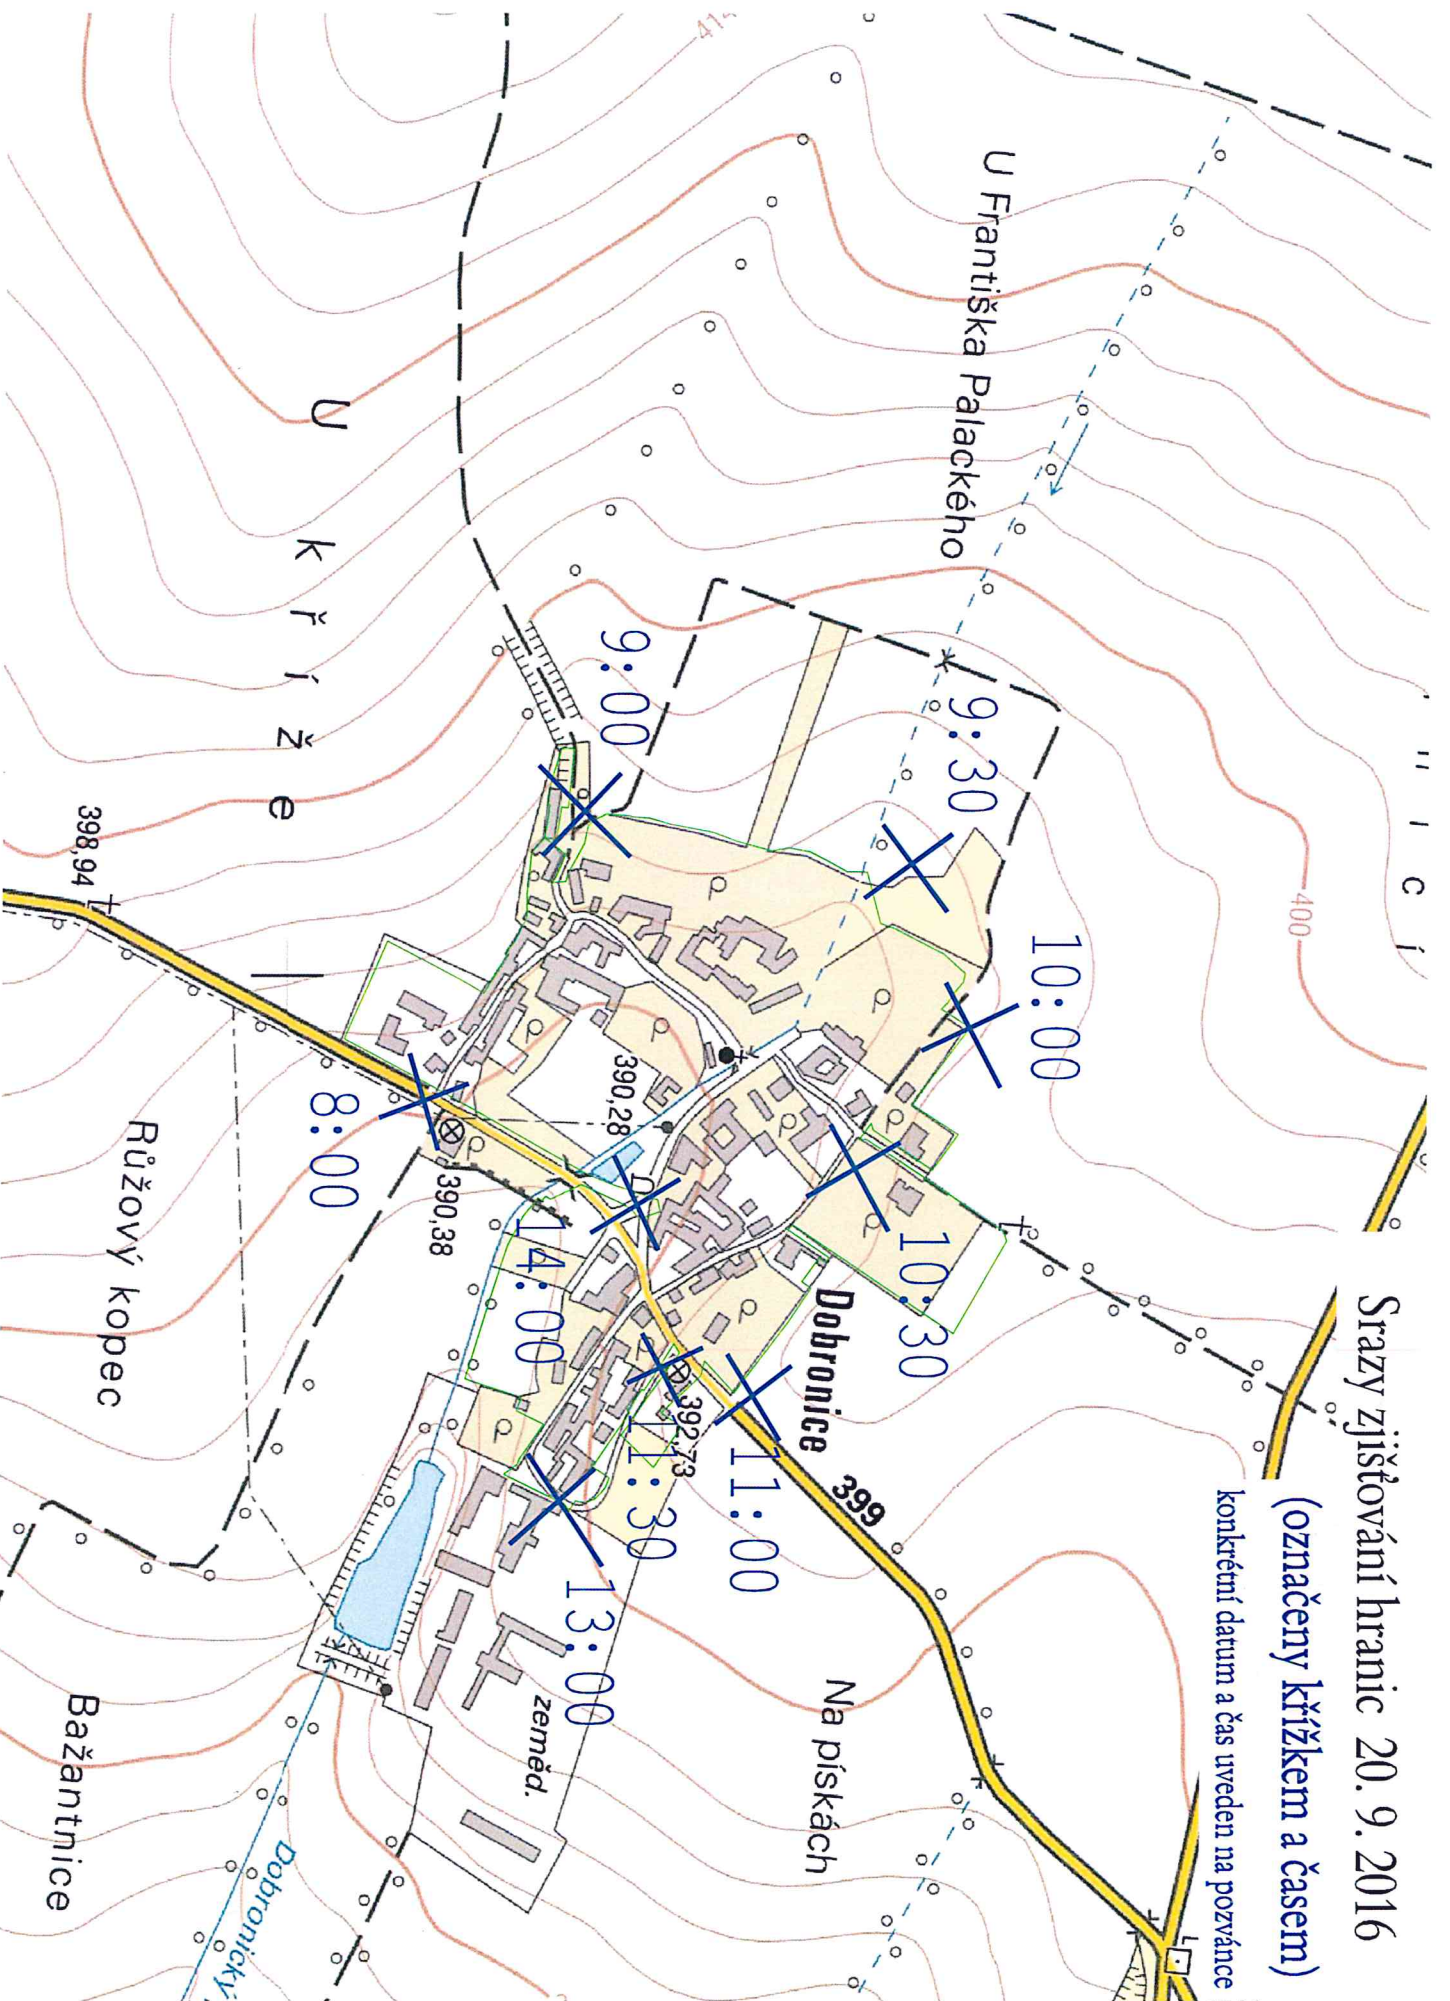 Srazy zjišťování hranic 20. 9. 2016
(označeny křížkem a časem)
konkrétní datum a čas uveden na pozvánce
414
U Františka Palackého
400
U kříže
9:00
9:30
10:00
10:30
11:00
11:30
13:00
14:00
8:00
398,94
390,28
390,38
392,73
D
Dobronice
399
Růžový kopec
Na pískách
zeměd.
Bažantnice
Dobronický